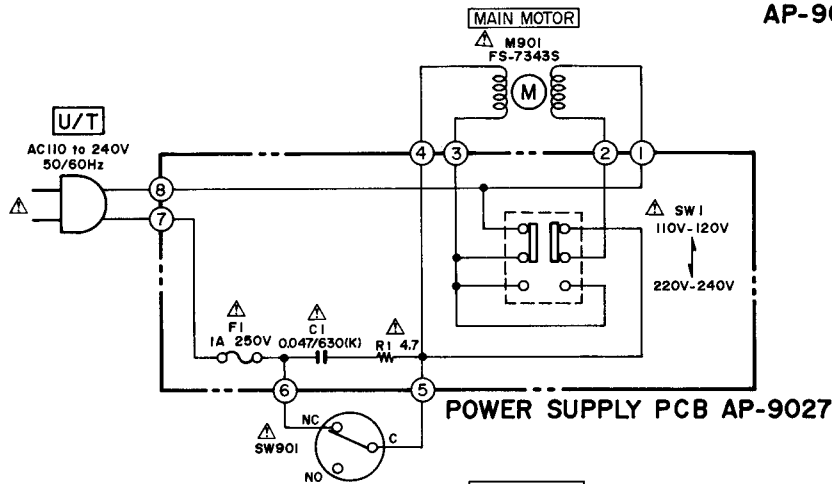 AP-90
MAIN MOTOR
M901
FS-7343S
M
U/T
AC110 to 240V
50/60Hz
4 3 2 1
8
7
SW1
110V-120V
220V-240V
F1
1A 250V
C1
0.047/630(K)
R1 4.7
6
5
POWER SUPPLY PCB AP-9027
NC
C
SW901
NO